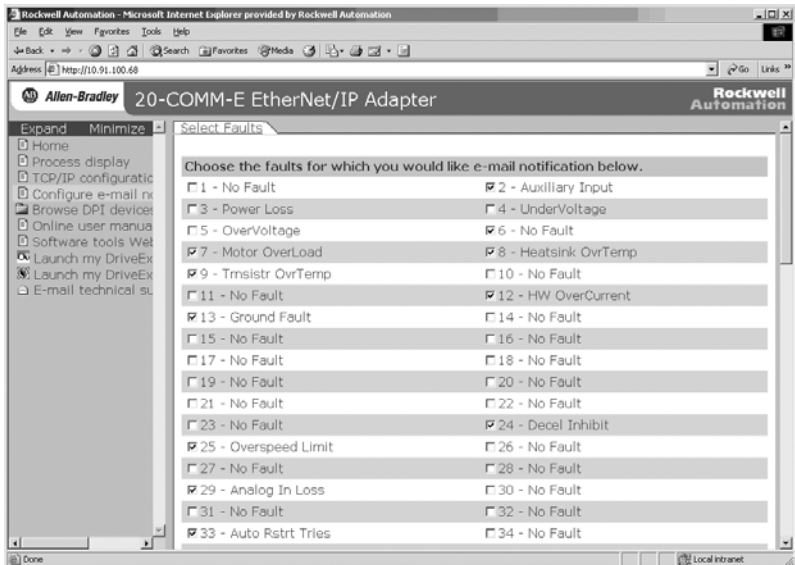 Rockwell Automation - Microsoft Internet Explorer provided by Rockwell Automation
File Edit View Favorites Tools Help
Back Search Favorites Media
Address http://10.91.100.68 Go Links »
AB Allen-Bradley 20-COMM-E EtherNet/IP Adapter Rockwell Automation
Expand Minimize
Home
Process display
TCP/IP configuratio
Configure e-mail no
Browse DPI devices
Online user manua
Software tools Web
Launch my DriveEx
Launch my DriveEx
E-mail technical su
Select Faults
Choose the faults for which you would like e-mail notification below.
1 - No Fault 2 - Auxiliary Input
3 - Power Loss 4 - UnderVoltage
5 - OverVoltage 6 - No Fault
7 - Motor OverLoad 8 - Heatsink OvrTemp
9 - Trnsistr OvrTemp 10 - No Fault
11 - No Fault 12 - HW OverCurrent
13 - Ground Fault 14 - No Fault
15 - No Fault 16 - No Fault
17 - No Fault 18 - No Fault
19 - No Fault 20 - No Fault
21 - No Fault 22 - No Fault
23 - No Fault 24 - Decel Inhibit
25 - Overspeed Limit 26 - No Fault
27 - No Fault 28 - No Fault
29 - Analog In Loss 30 - No Fault
31 - No Fault 32 - No Fault
33 - Auto Rstrt Tries 34 - No Fault
Done Local intranet